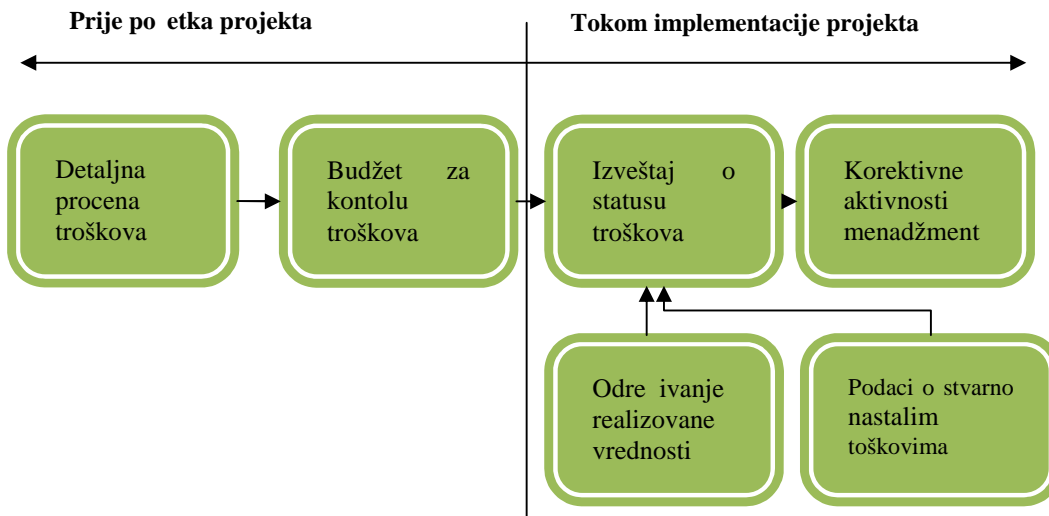 Prije po etka projekta
Tokom implementacije projekta
Detaljna
procena
troškova
Budžet za
kontolu
troškova
Izveštaj o
statusu
troškova
Korektivne
aktivnosti
menadžment
Odre ivanje
realizovane
vrednosti
Podaci o stvarno
nastalim
toškovima